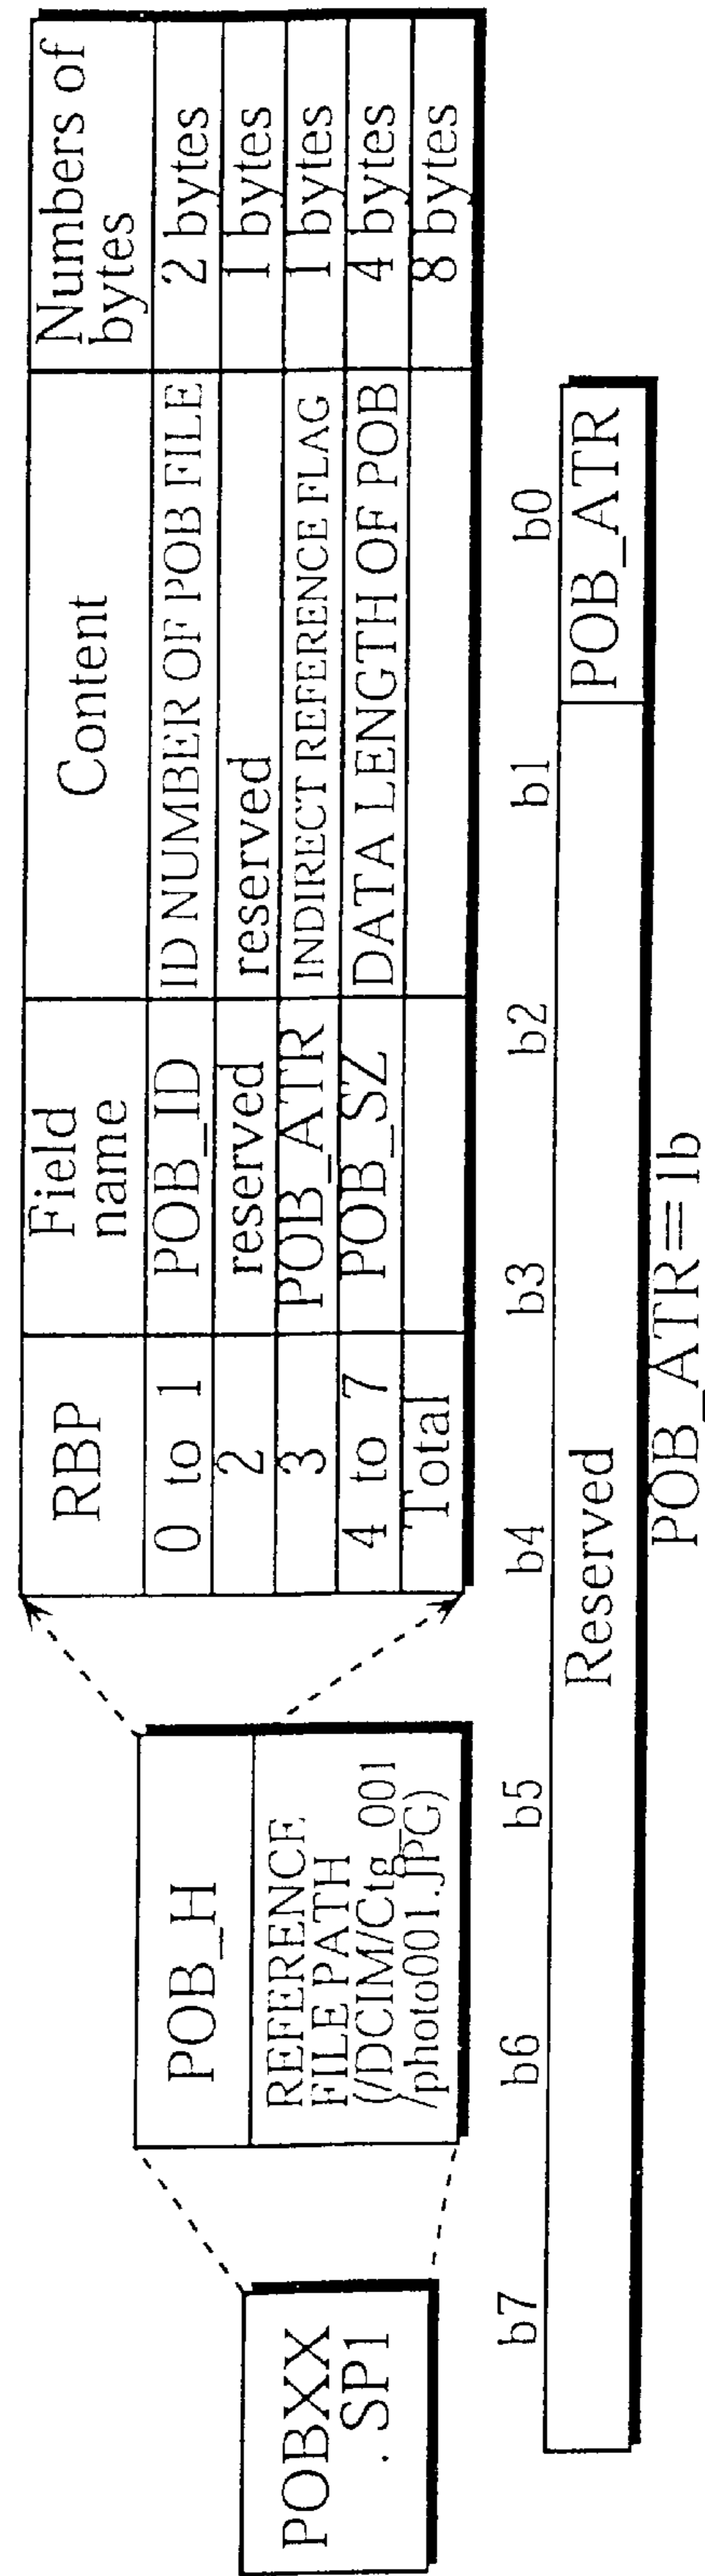 POBXX
. SP1
POB_H
REFERENCE
FILE PATH
(/DCIM/Ctg_001
/photo001.JPG)
RBP Field name Content Numbers of bytes
0 to 1 POB_ID ID NUMBER OF POB FILE 2 bytes
2 reserved reserved 1 bytes
3 POB_ATR INDIRECT REFERENCE FLAG 1 bytes
4 to 7 POB_SZ DATA LENGTH OF POB 4 bytes
Total 8 bytes
b7 b6 b5 b4 b3 b2 b1 b0
Reserved POB_ATR
POB_ATR=1b